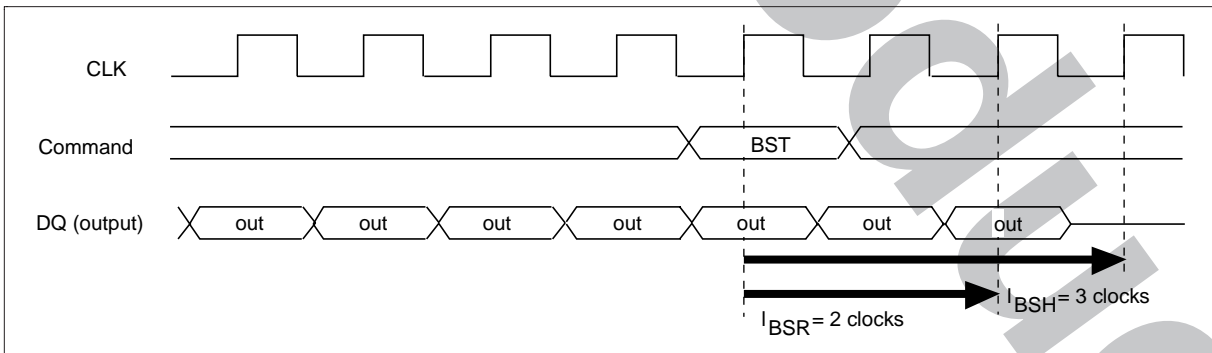 CLK
Command
BST
DQ (output)
out out out out out out out
lBSH= 3 clocks
lBSR= 2 clocks